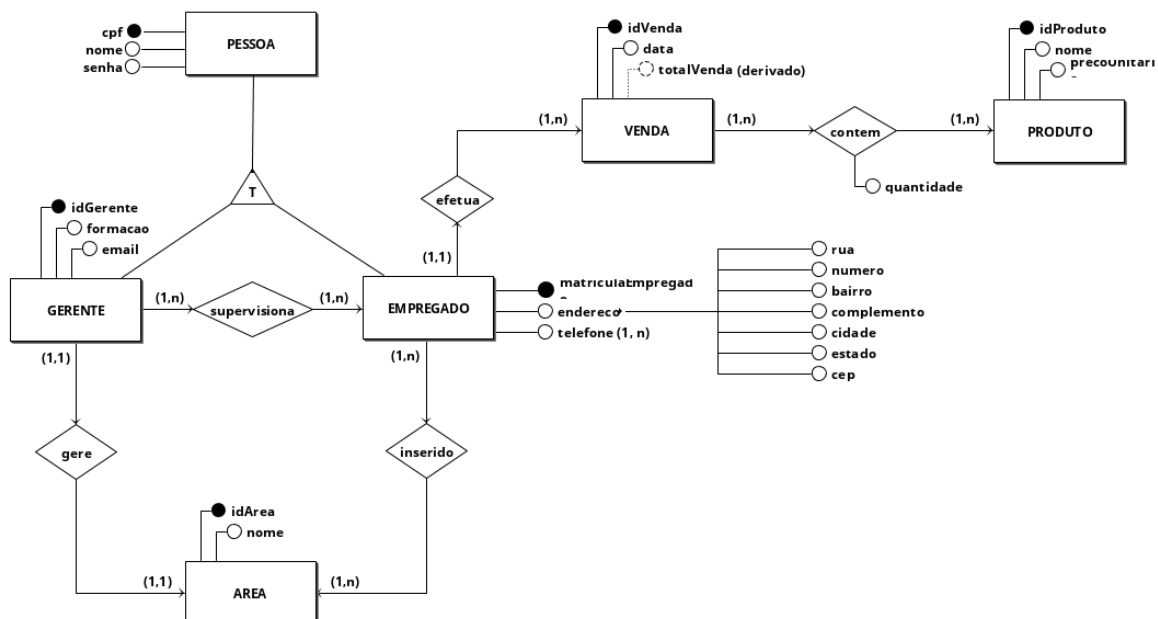 cpf
nome
senha
PESSOA
idVenda
data
totalVenda (derivado)
idProduto
nome
(1,n)
VENDA
(1,n)
contem
(1,n)
PRODUTO
quantidade
efetua
T
(1,1)
idGerente
formacao
email
GERENTE
(1,n)
supervisiona
(1,n)
EMPREGADO
endereco
telefone (1, n)
rua
numero
bairro
complemento
cidade
estado
cep
(1,1)
(1,n)
gere
inserido
idArea
nome
(1,1)
AREA
(1,n)